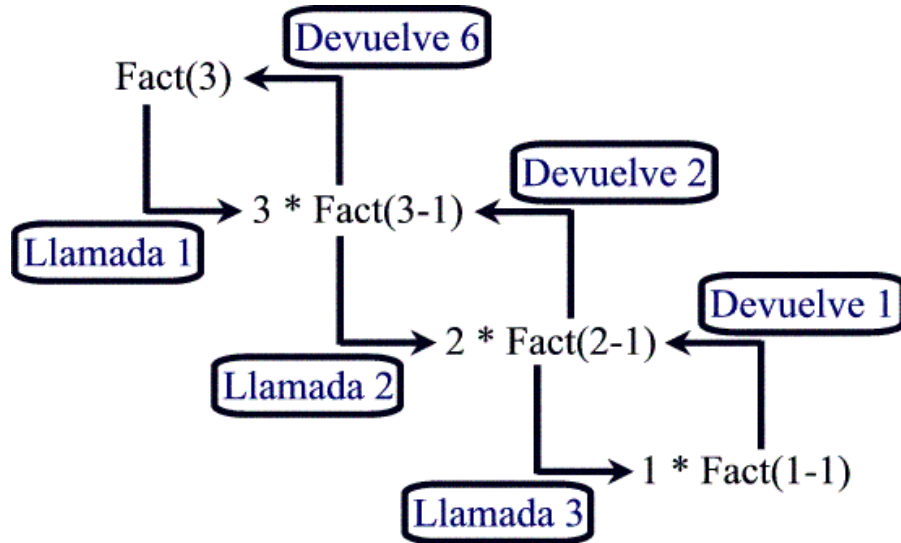 Devuelve 6
Fact(3)
Devuelve 2
3 * Fact(3-1)
Llamada 1
Devuelve 1
2 * Fact(2-1)
Llamada 2
1 * Fact(1-1)
Llamada 3